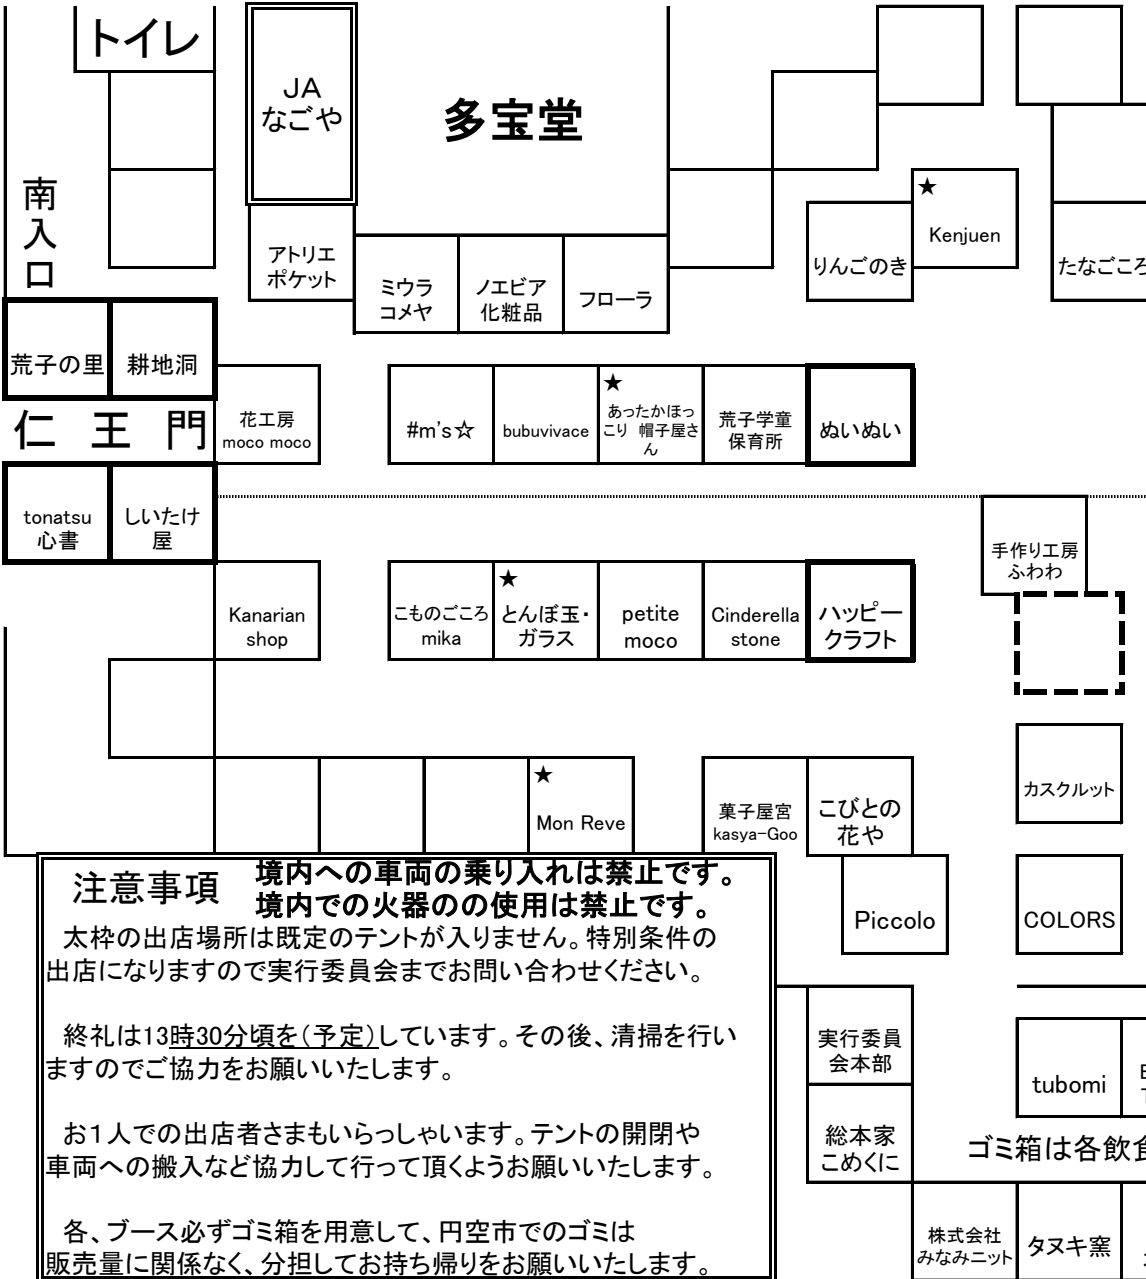 トイレ
JA
なごや
多宝堂
南
入
口
★
Kenjuen
アトリエ
ポケット
ミウラ
コメヤ
ノエビア
化粧品
フローラ
りんごのき
たなごころ
荒子の里
耕地洞
仁 王 門
花工房
moco moco
#m's☆
bubuvivace
★
あったかほっ
こり 帽子屋さ
ん
荒子学童
保育所
ぬいぬい
tonatsu
心書
しいたけ
屋
手作り工房
ふわわ
Kanarian
shop
こものごころ
mika
★
とんぼ玉・
ガラス
petite
moco
Cinderella
stone
ハッピー
クラフト
★
Mon Reve
菓子屋宮
kasya-Goo
こびとの
花や
カスクルット
Piccolo
COLORS
注意事項
境内への車両の乗り入れは禁止です。
境内での火器のの使用は禁止です。
太枠の出店場所は既定のテントが入りません。特別条件の
出店になりますので実行委員会までお問い合わせください。
終礼は13時30分頃を(予定)しています。その後、清掃を行い
ますのでご協力をお願いいたします。
お1人での出店者さまもいらっしゃいます。テントの開閉や
車両への搬入など協力して行って頂くようお願いいたします。
各、ブース必ずゴミ箱を用意して、円空市でのゴミは
販売量に関係なく、分担してお持ち帰りをお願いいたします。
実行委員
会本部
総本家
こめくに
tubomi
ゴミ箱は各飲食
株式会社
みなみニット
タヌキ窯